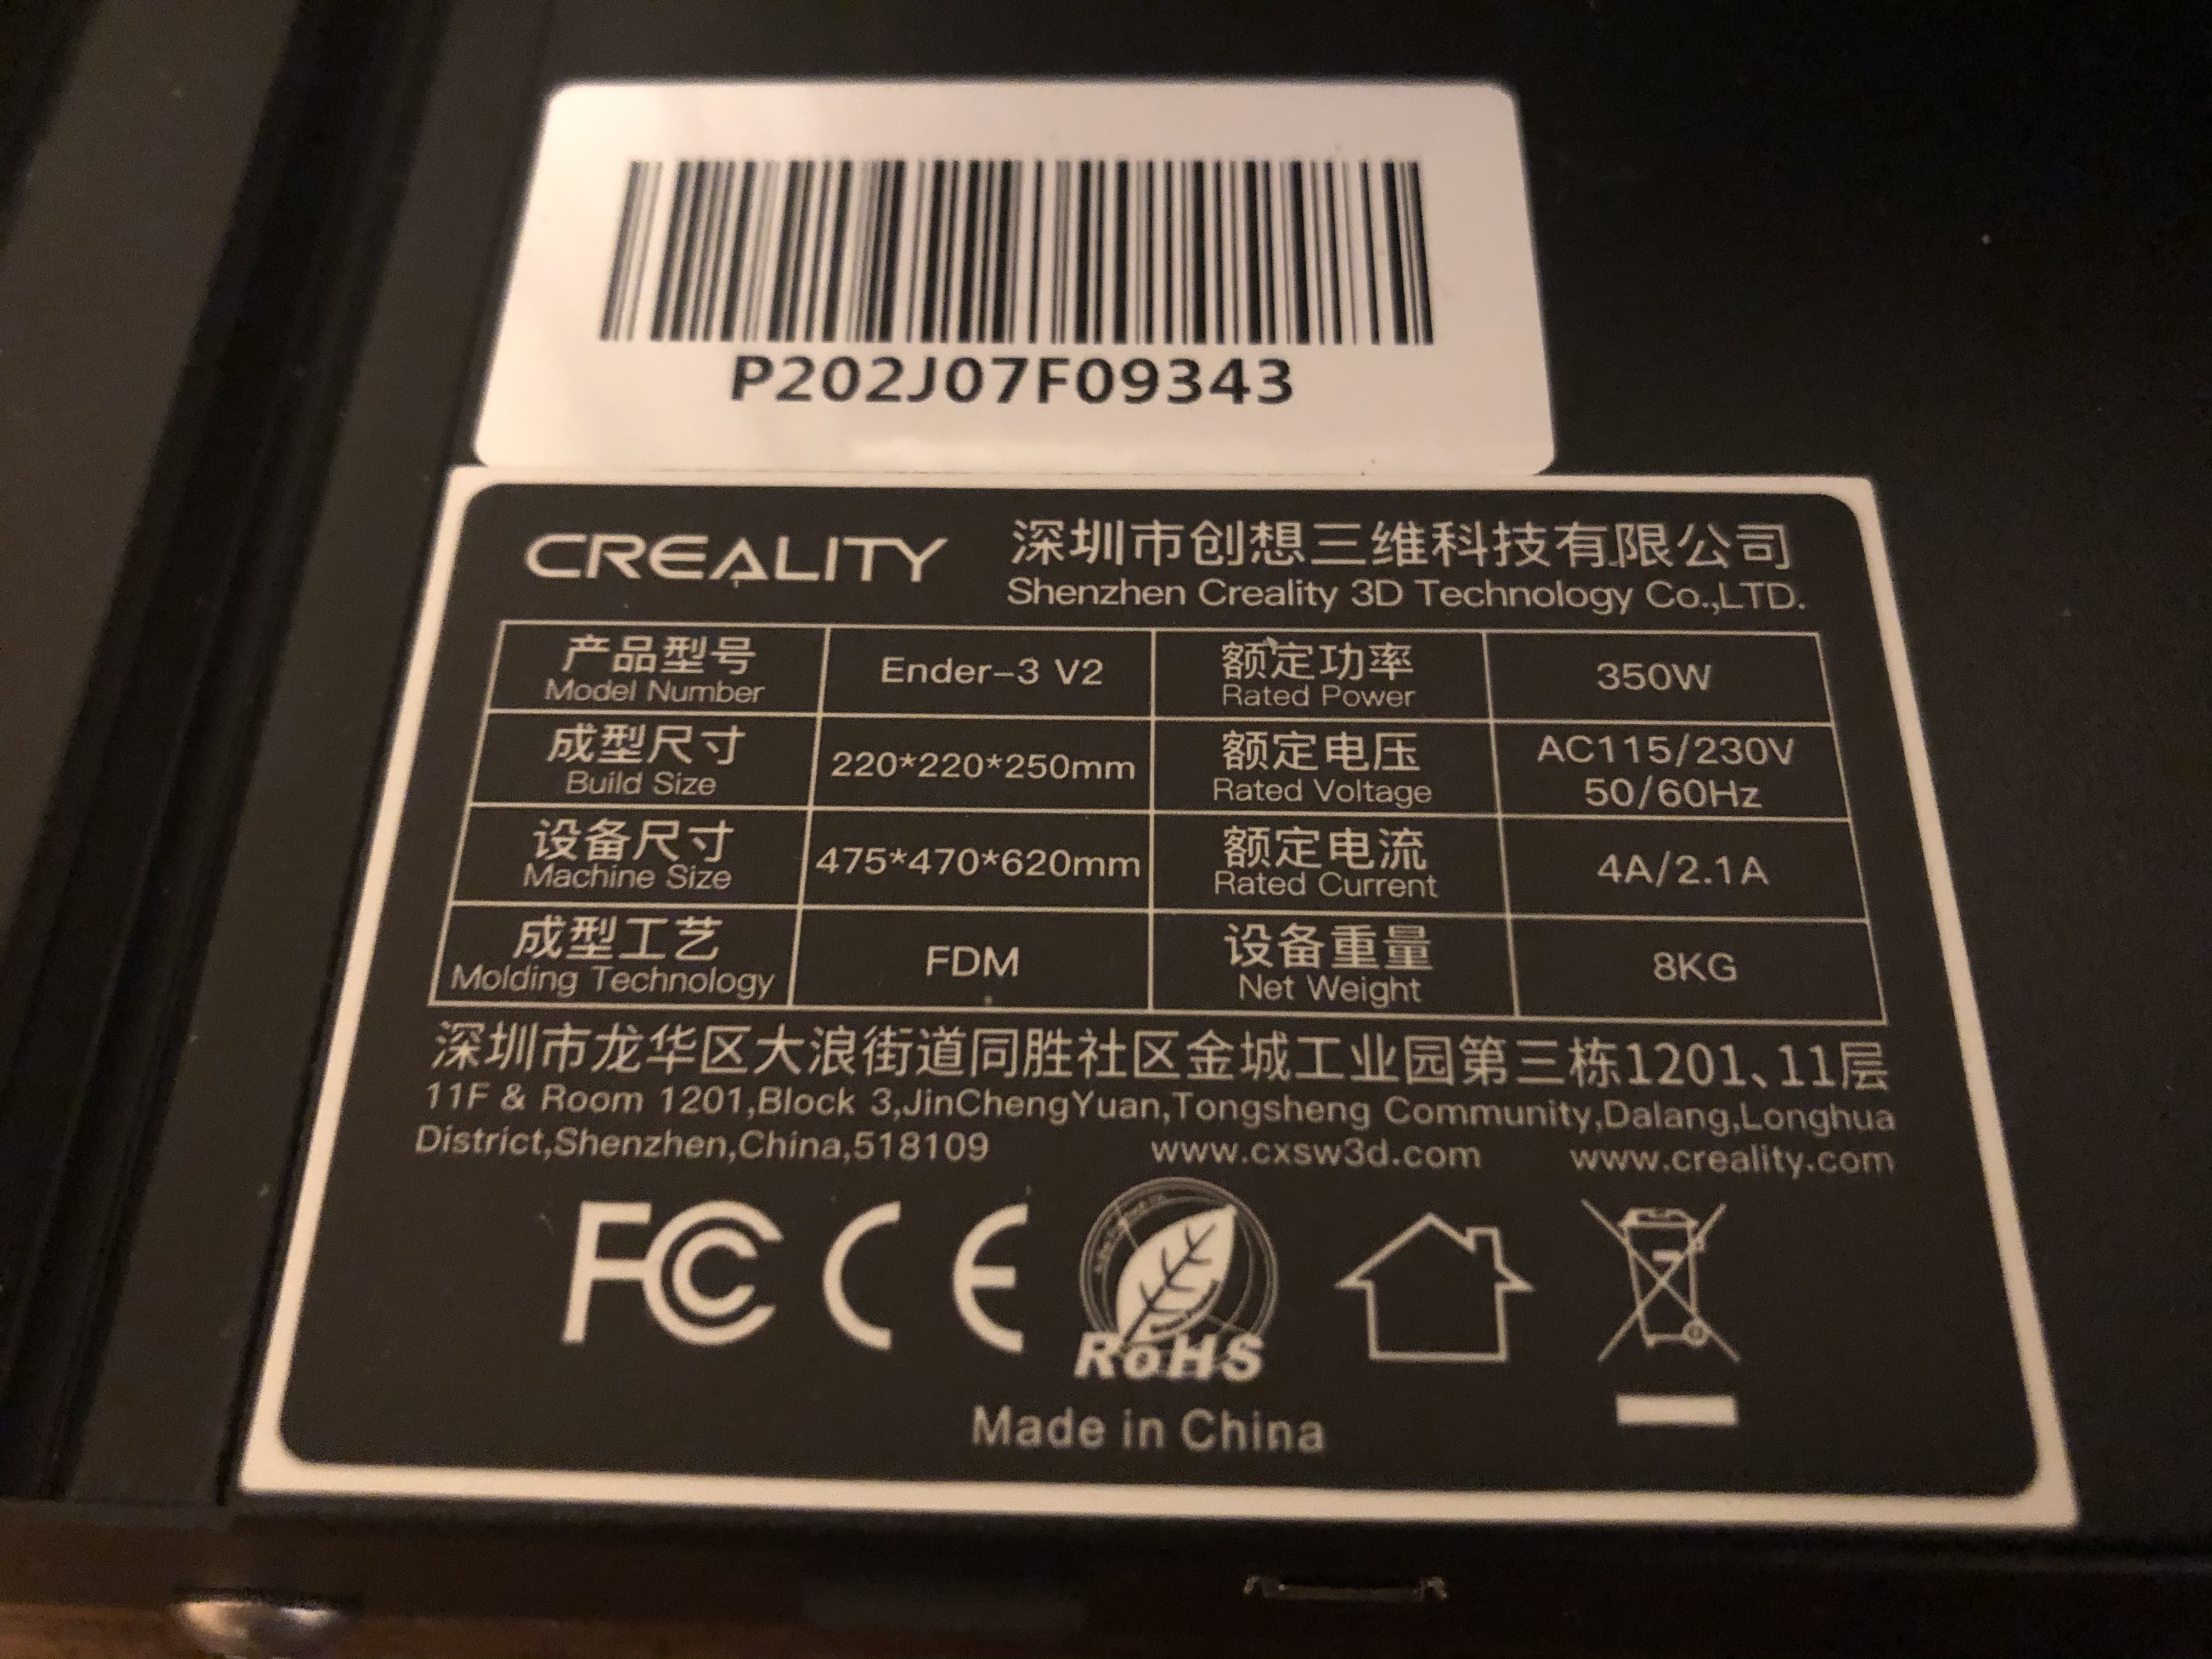 P202J07F09343
CREALITY
深圳市创想三维科技有限公司
Shenzhen Creality 3D Technology Co.,LTD.
产品型号
Model Number
Ender-3 V2
额定功率
Rated Power
350W
成型尺寸
Build Size
220*220*250mm
额定电压
Rated Voltage
AC115/230V
50/60Hz
设备尺寸
Machine Size
475*470*620mm
额定电流
Rated Current
4A/2.1A
成型工艺
Molding Technology
FDM
设备重量
Net Weight
8KG
深圳市龙华区大浪街道同胜社区金城工业园第三栋1201、11层
11F & Room 1201,Block 3,JinChengYuan,Tongsheng Community,Dalang,Longhua
District,Shenzhen,China,518109 www.cxsw3d.com www.creality.com
FC CE RoHS
Made in China